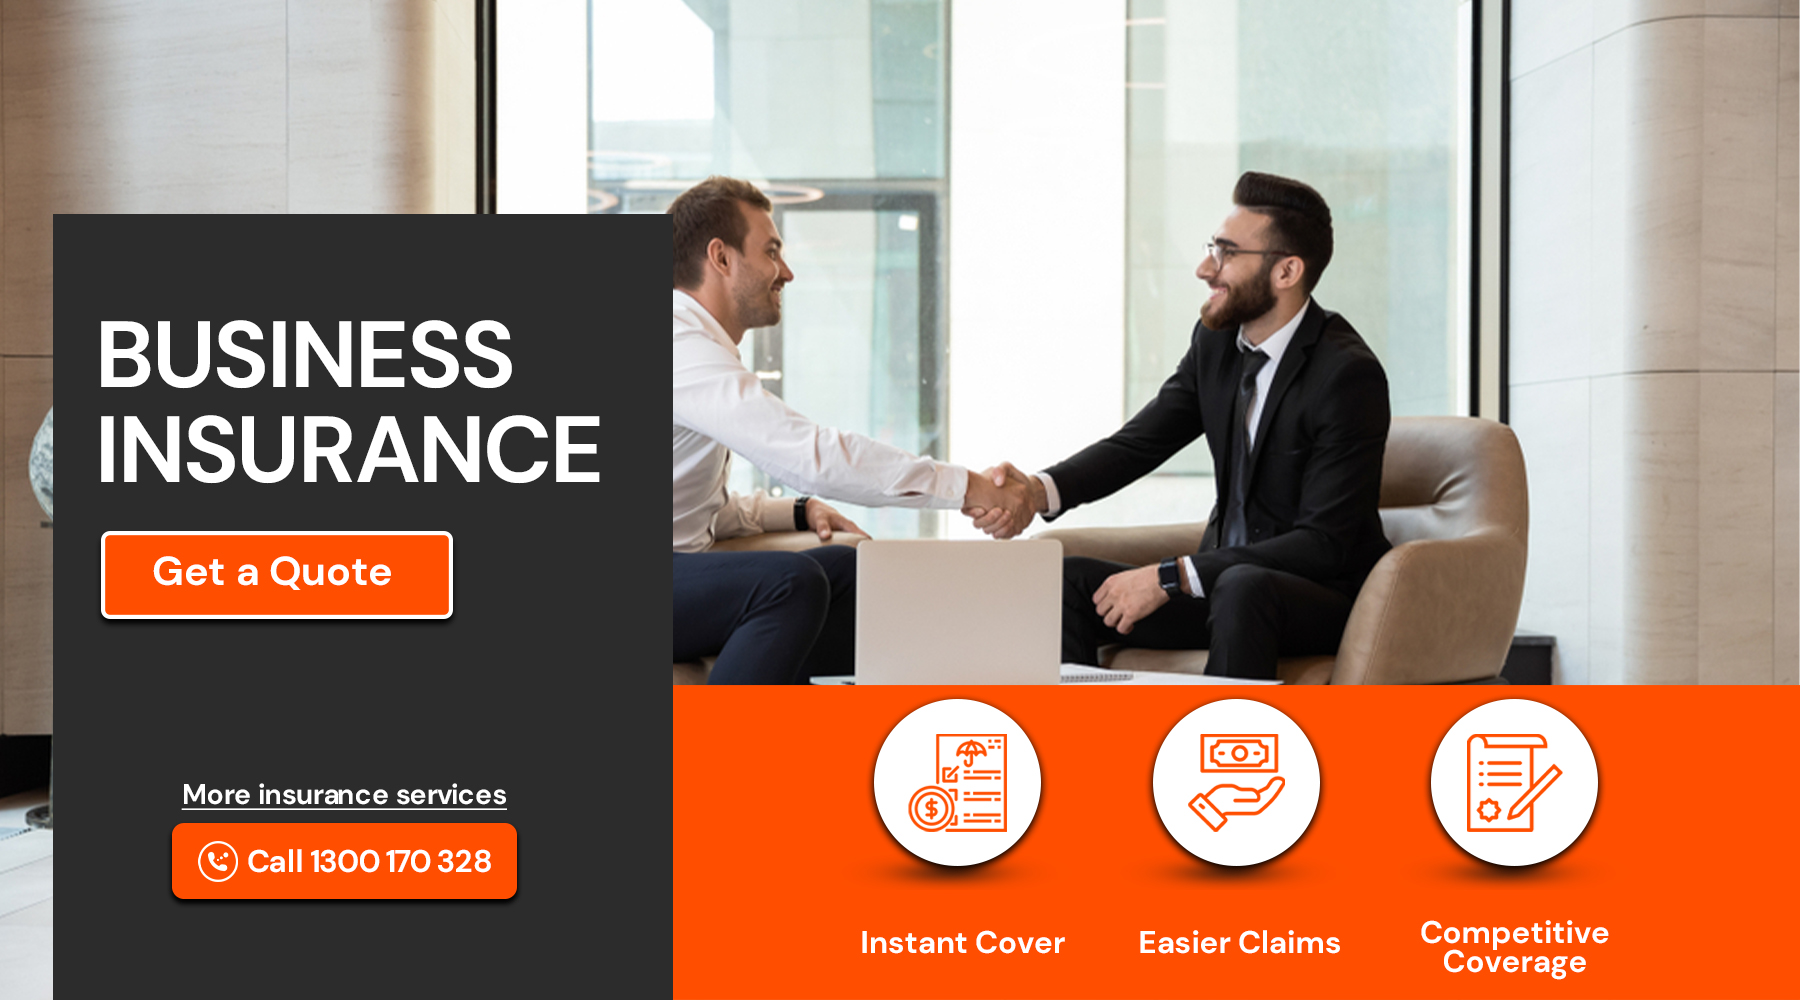 BUSINESS
INSURANCE
Get a Quote
More insurance services
Call 1300 170 328
$
Instant Cover
Easier Claims
Competitive
Coverage